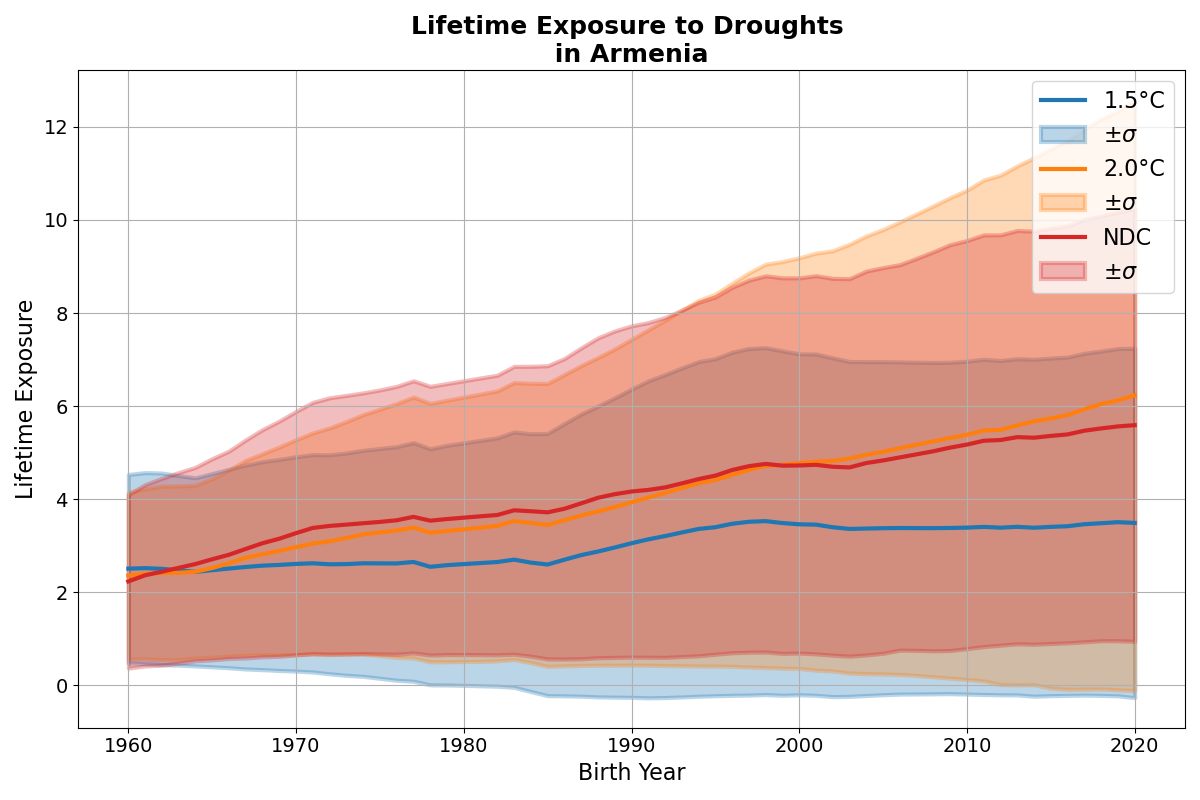 Lifetime Exposure to Droughts
in Armenia
1.5°C
±σ
2.0°C
±σ
NDC
±σ
Lifetime Exposure
12
10
8
6
4
2
0
1960
1970
1980
1990
2000
2010
2020
Birth Year